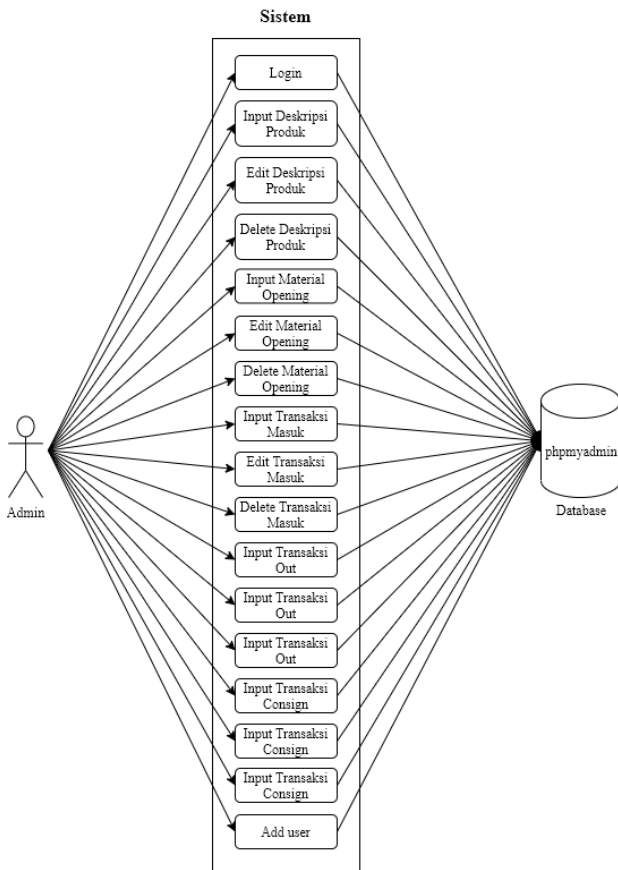 Sistem
Login
Input Deskripsi
Produk
Edit Deskripsi
Produk
Delete Deskripsi
Produk
Input Material
Opening
Edit Material
Opening
Delete Material
Opening
Input Transaksi
Masuk
Edit Transaksi
Masuk
Delete Transaksi
Masuk
Input Transaksi
Out
Input Transaksi
Out
Input Transaksi
Out
Input Transaksi
Consign
Input Transaksi
Consign
Input Transaksi
Consign
Add user
Admin
phpmyadmin
Database